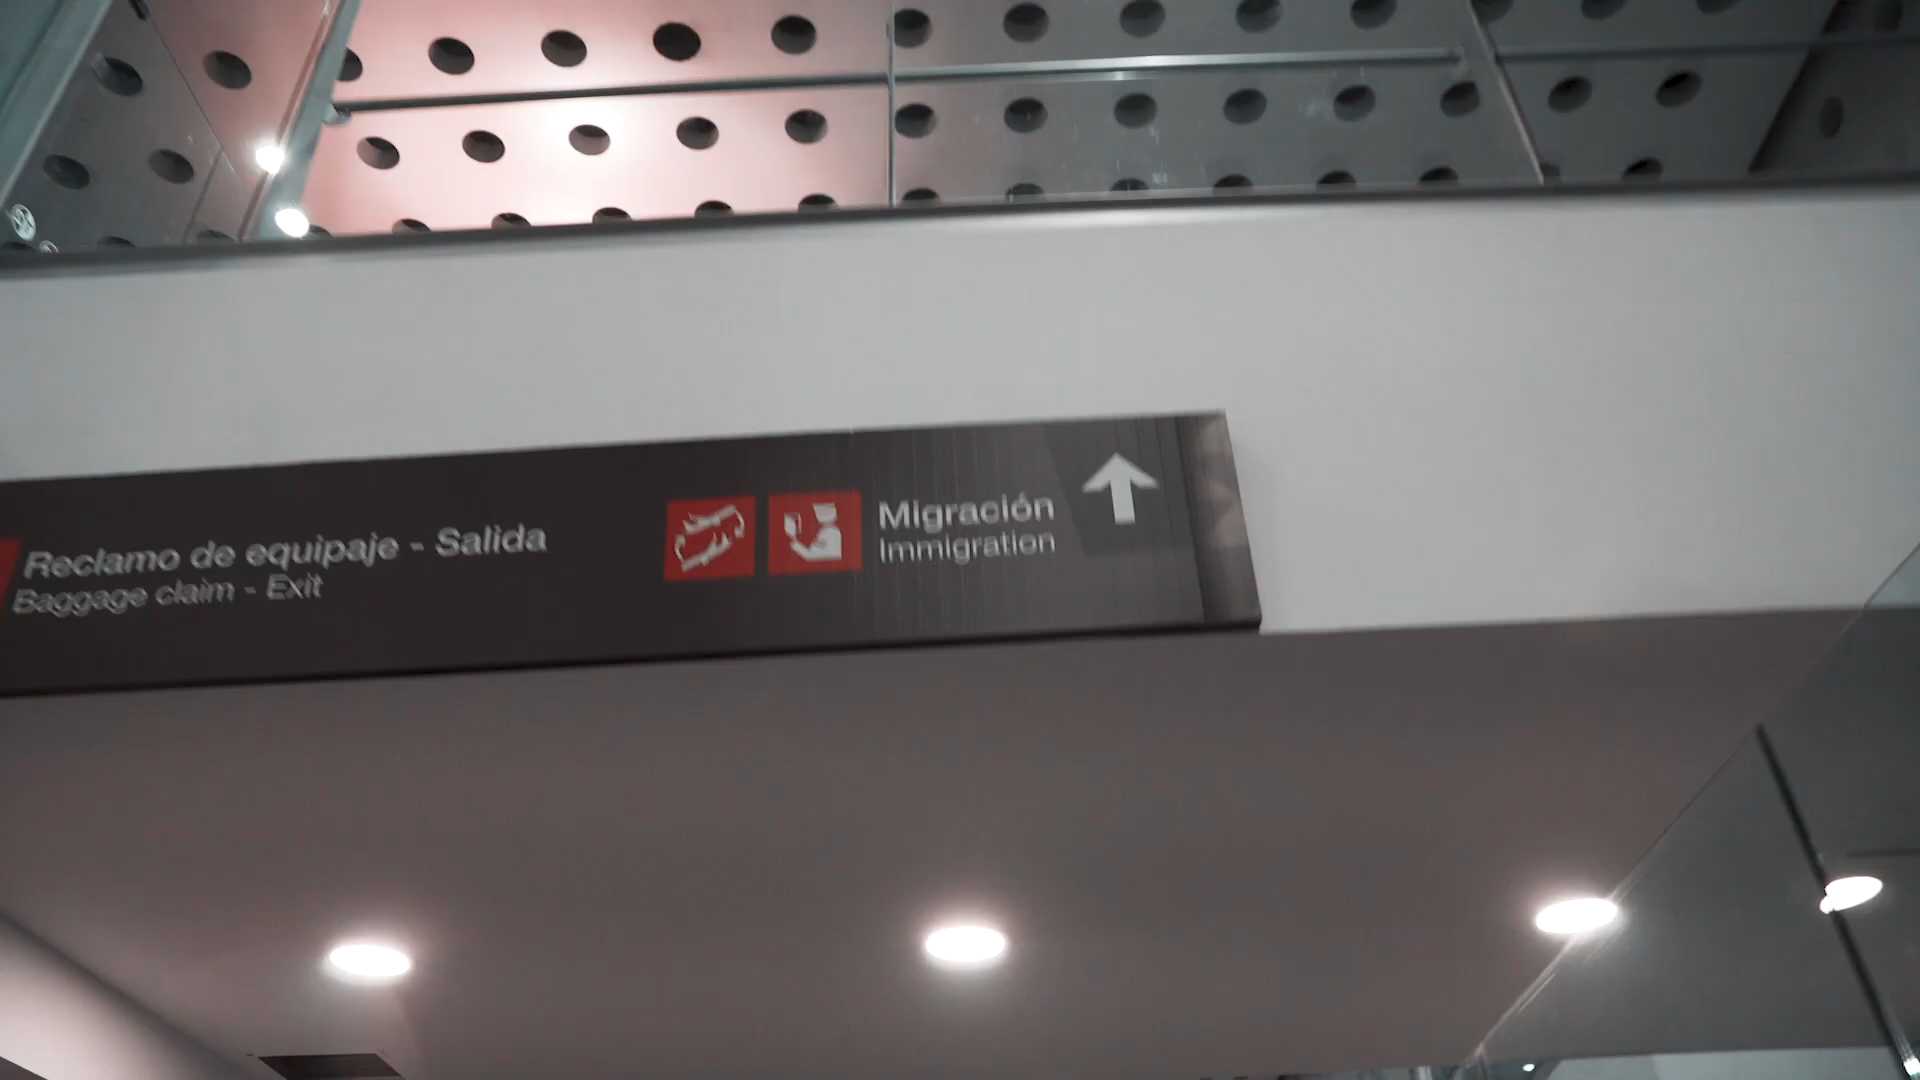 Reclamo de equipaje - Salida
Baggage claim - Exit
Migración
Immigration